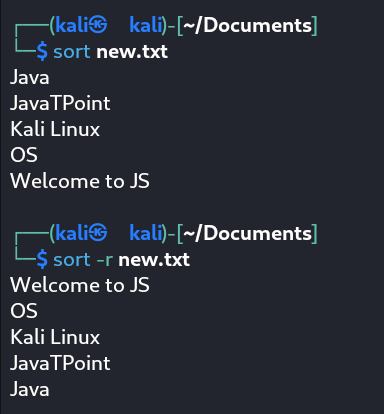 ┌──(kali㉿ kali)-[~/Documents]
└─$ sort new.txt
Java
JavaTPoint
Kali Linux
OS
Welcome to JS
┌──(kali㉿ kali)-[~/Documents]
└─$ sort -r new.txt
Welcome to JS
OS
Kali Linux
JavaTPoint
Java